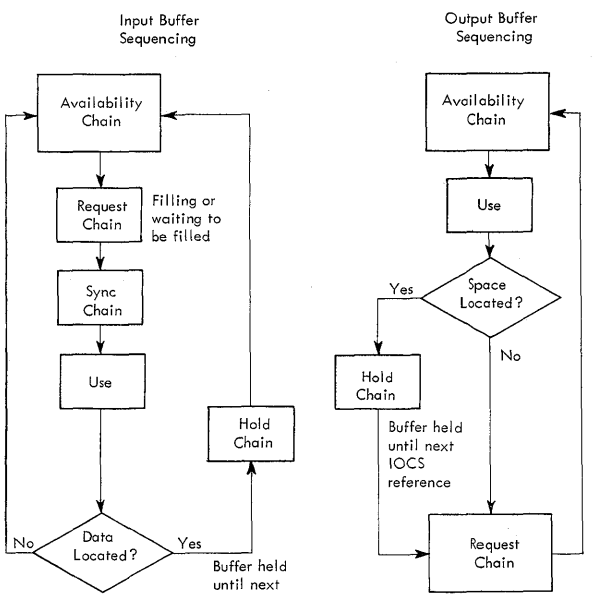 Input Buffer
Sequencing
Availability
Chain
Request
Chain
Filling or
waiting to
be filled
Sync
Chain
Use
Hold
Chain
Data
Located?
No
Yes
Buffer held
until next
Output Buffer
Sequencing
Availability
Chain
Use
Space
Located?
Yes
No
Hold
Chain
Buffer held
until next
IOCS
reference
Request
Chain